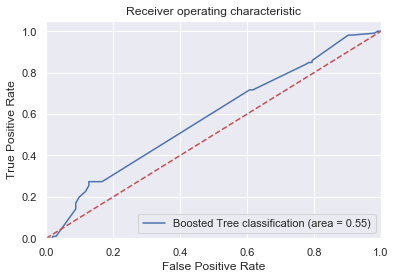 Receiver operating characteristic
True Positive Rate
1.0
0.8
0.6
0.4
0.2
0.0
Boosted Tree classification (area = 0.55)
0.0 0.2 0.4 0.6 0.8 1.0
False Positive Rate